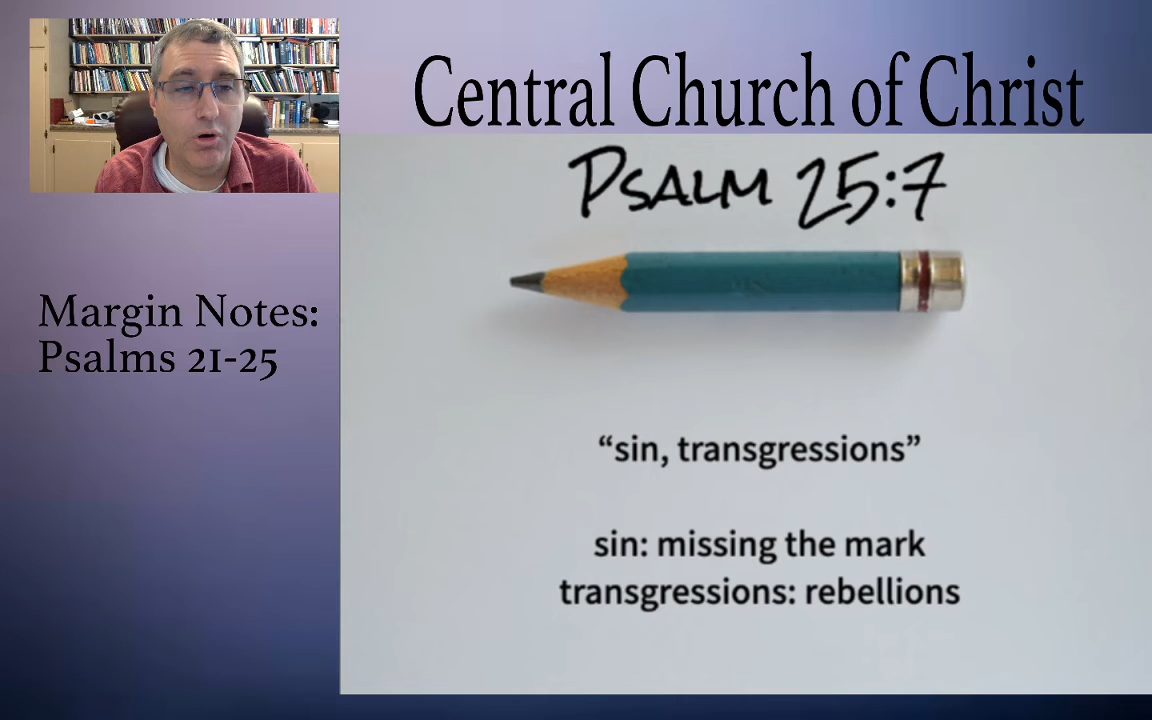 Central Church of Christ
Psalm 25:7
Margin Notes:
Psalms 21-25
“sin, transgressions”
sin: missing the mark
transgressions: rebellions